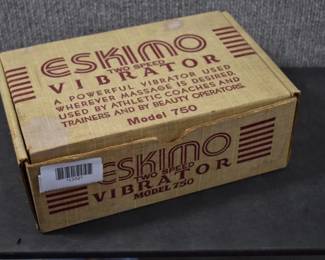 ESKIMO
TWO SPEED
VIBRATOR
A POWERFUL VIBRATOR USED
WHEREVER MASSAGE IS DESIRED.
USED BY ATHLETIC COACHES AND
TRAINERS AND BY BEAUTY OPERATORS.
Model 750
ESKIMO
TWO SPEED
VIBRATOR
MODEL 750